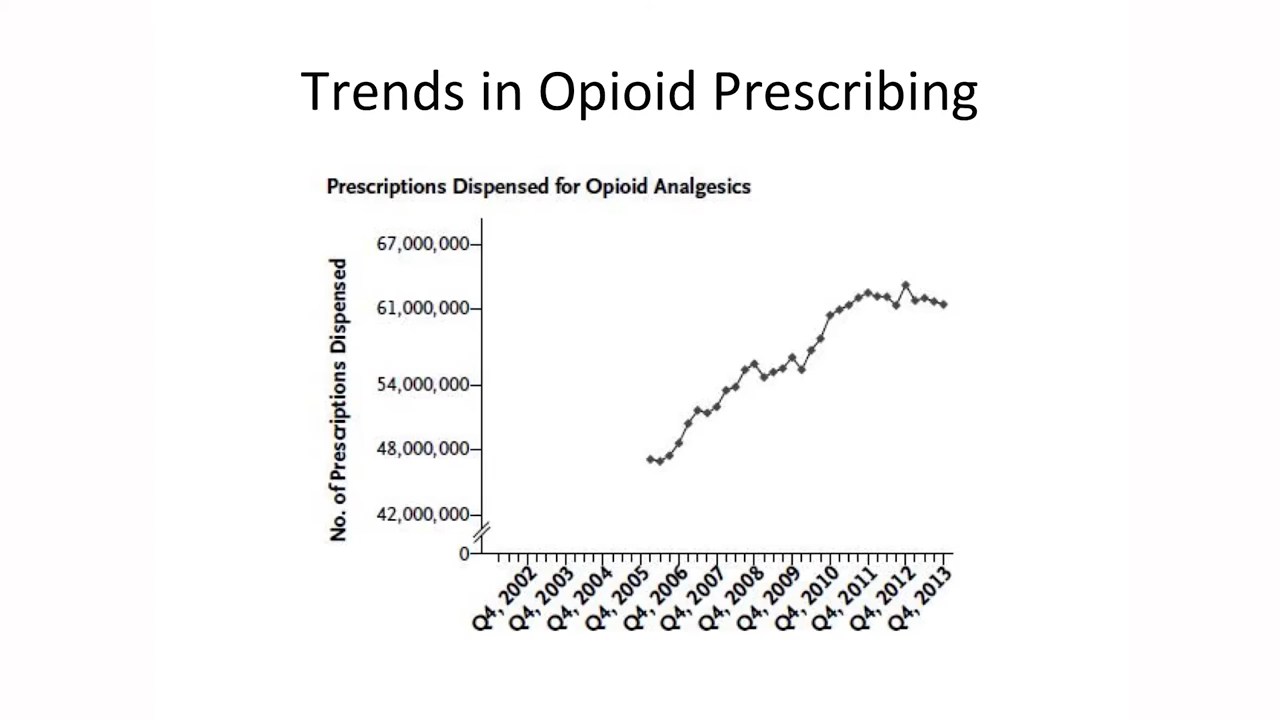 Trends in Opioid Prescribing
Prescriptions Dispensed for Opioid Analgesics
No. of Prescriptions Dispensed
67,000,000
61,000,000
54,000,000
48,000,000
42,000,000
0
Q4, 2002
Q4, 2003
Q4, 2004
Q4, 2005
Q4, 2006
Q4, 2007
Q4, 2008
Q4, 2009
Q4, 2010
Q4, 2011
Q4, 2012
Q4, 2013